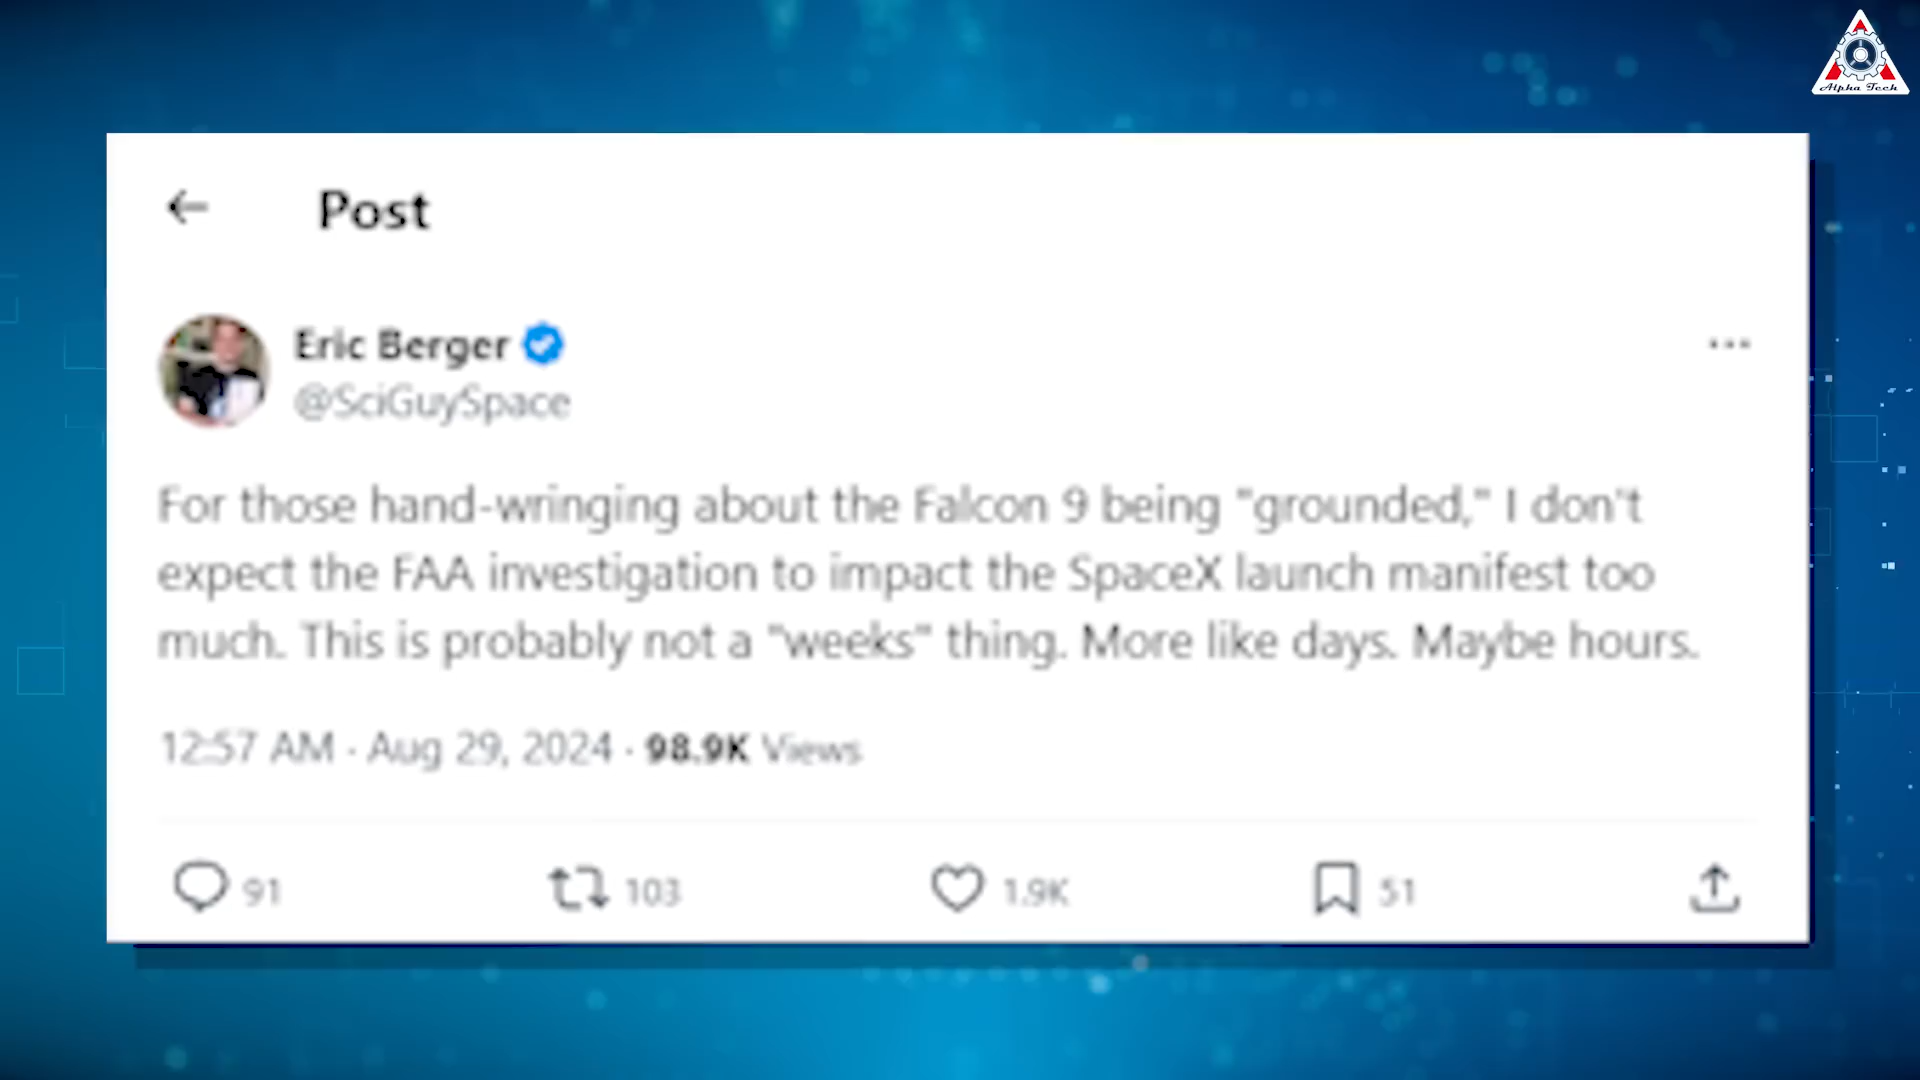 Alpha Tech
Post
Eric Berger
@SciGuySpace
For those hand-wringing about the Falcon 9 being "grounded," I don't
expect the FAA investigation to impact the SpaceX launch manifest too
much. This is probably not a "weeks" thing. More like days. Maybe hours.
12:57 AM · Aug 29, 2024 · 98.9K Views
91 103 1.9K 51